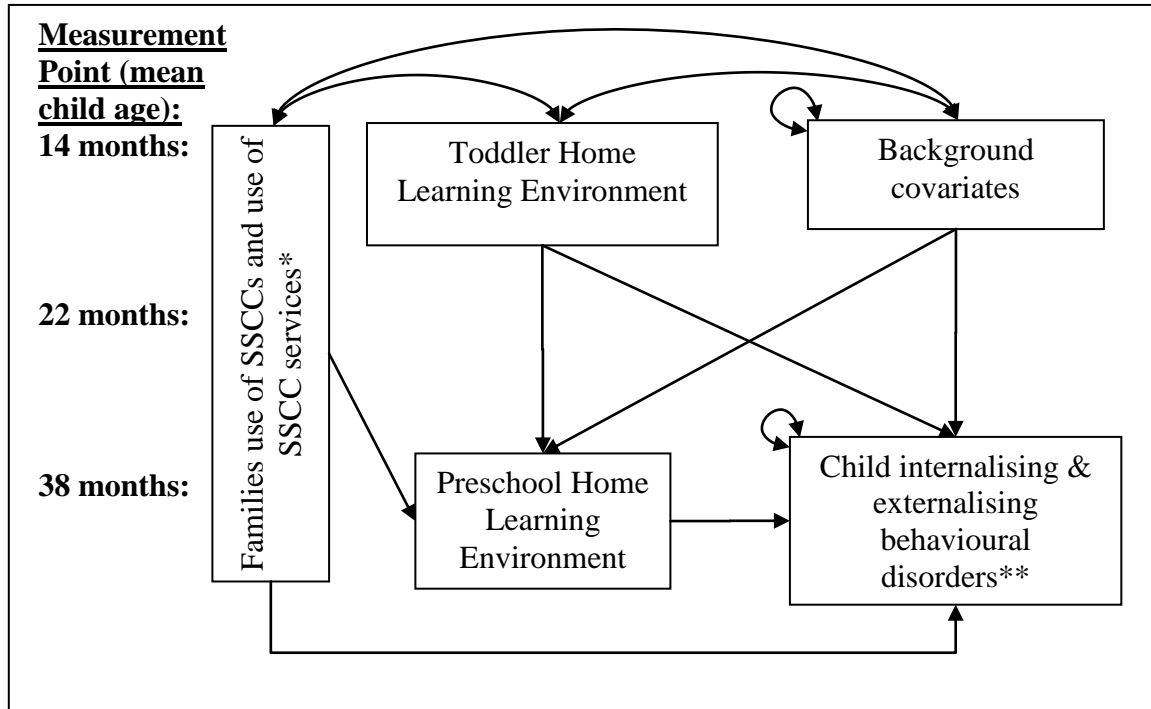 Measurement
Point (mean
child age):
14 months:
22 months:
38 months:
Families use of SSCCs and use of
SSCC services*
Toddler Home
Learning Environment
Background
covariates
Preschool Home
Learning
Environment
Child internalising &
externalising
behavioural
disorders**